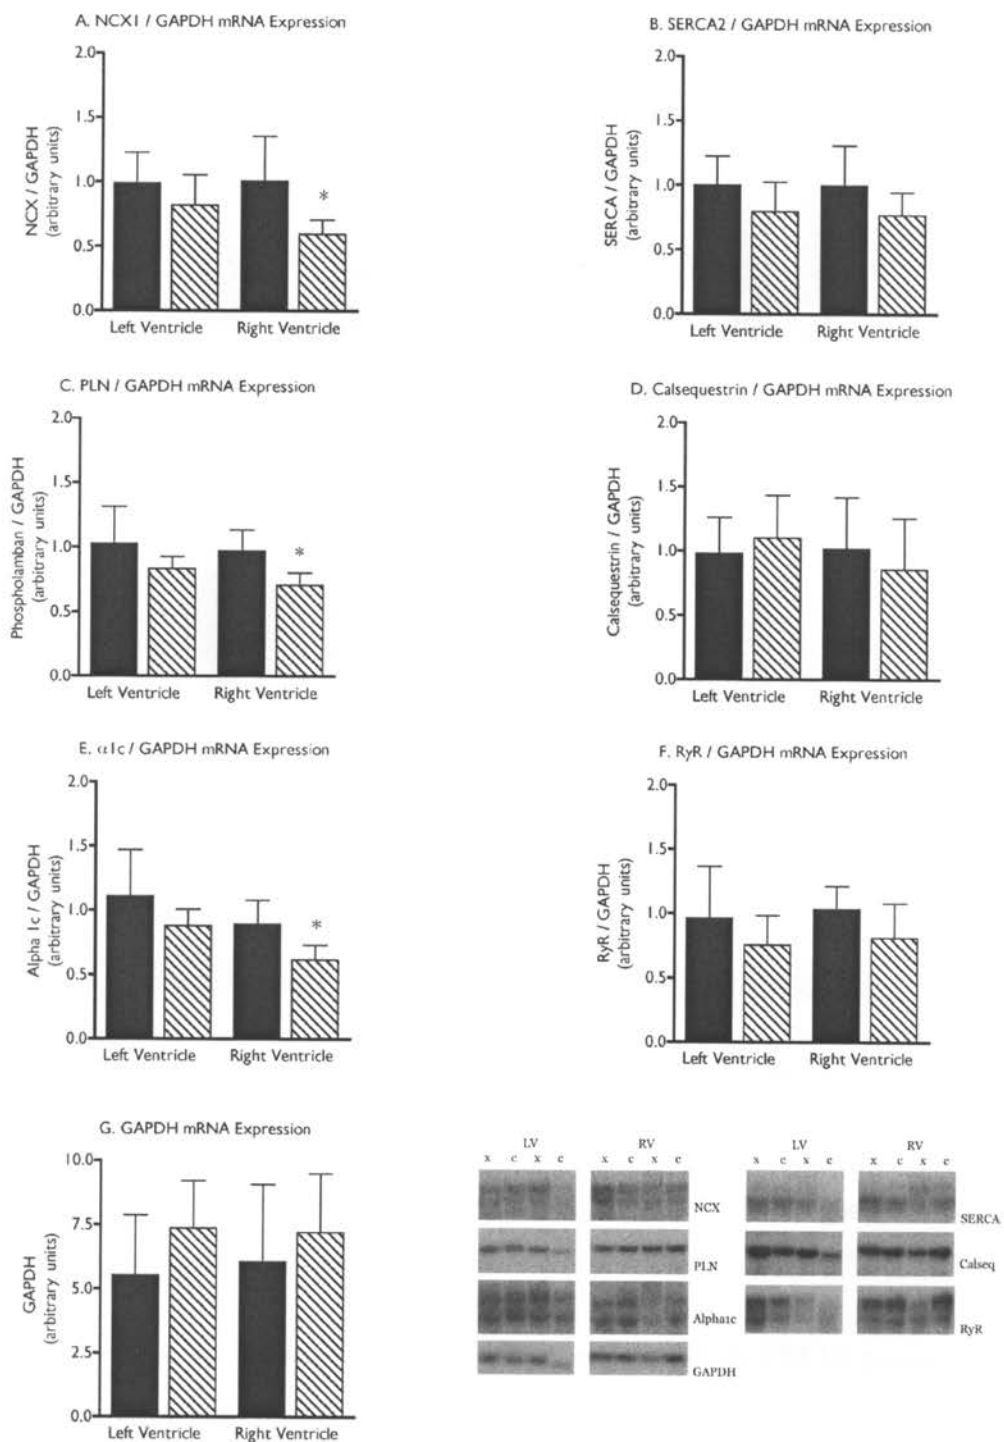 A. NCX1 / GAPDH mRNA Expression
NCX / GAPDH
(arbitrary units)
2.0
1.5
1.0
0.5
0.0
*
Left Ventricle Right Ventricle
B. SERCA2 / GAPDH mRNA Expression
SERCA / GAPDH
(arbitrary units)
2.0
1.5
1.0
0.5
0.0
Left Ventricle Right Ventricle
C. PLN / GAPDH mRNA Expression
Phospholamban / GAPDH
(arbitrary units)
2.0
1.5
1.0
0.5
0.0
*
Left Ventricle Right Ventricle
D. Calsequestrin / GAPDH mRNA Expression
Calsequestrin / GAPDH
(arbitrary units)
2.0
1.5
1.0
0.5
0.0
Left Ventricle Right Ventricle
E. α1c / GAPDH mRNA Expression
Alpha 1c / GAPDH
(arbitrary units)
2.0
1.5
1.0
0.5
0.0
*
Left Ventricle Right Ventricle
F. RyR / GAPDH mRNA Expression
RyR / GAPDH
(arbitrary units)
2.0
1.5
1.0
0.5
0.0
Left Ventricle Right Ventricle
G. GAPDH mRNA Expression
GAPDH
(arbitrary units)
10.0
7.5
5.0
2.5
0.0
Left Ventricle Right Ventricle
LV RV
x c x c x c x c
NCX
PLN
Alpha1c
GAPDH
LV RV
x c x c x c x c
SERCA
Calseq
RyR